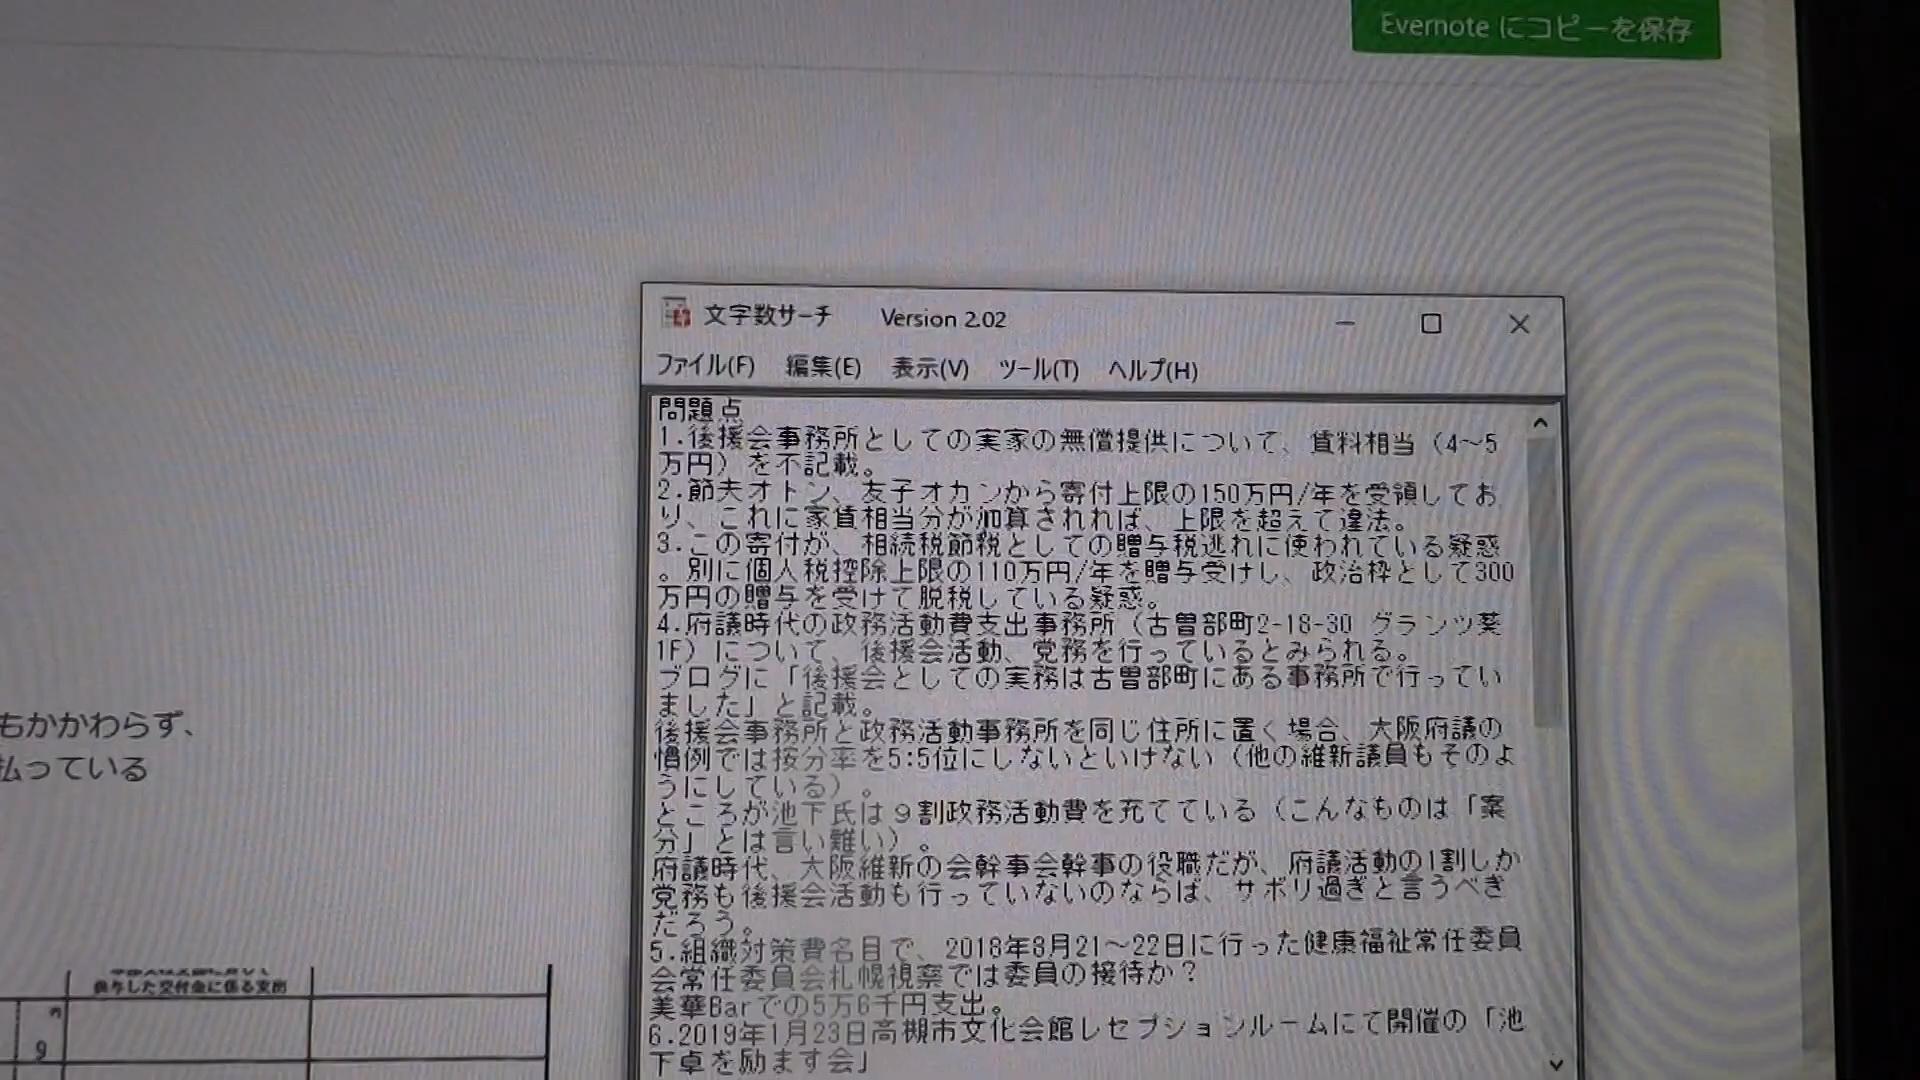 Evernote にコピーを保存
文字数サーチ Version 2.02
ファイル(F) 編集(E) 表示(V) ツール(T) ヘルプ(H)
問題点
1.後援会事務所としての実家の無償提供について、賃料相当（4～5
万円）を不記載。
2.節夫オトン、友子オカンから寄付上限の150万円/年を受領してお
り、これに家賃相当分が加算されれば、上限を超えて違法。
3.この寄付が、相続税節税としての贈与税逃れに使われている疑惑
。別に個人税控除上限の110万円/年を贈与受けし、政治枠として300
万円の贈与を受けて脱税している疑惑。
4.府議時代の政務活動費支出事務所（古曽部町2-18-30 グランツ葵
1F）について、後援会活動、党務を行っているとみられる。
ブログに「後援会としての実務は古曽部町にある事務所で行ってい
ました」と記載。
後援会事務所と政務活動事務所を同じ住所に置く場合、大阪府議の
慣例では按分率を5:5位にしないといけない（他の維新議員もそのよ
うにしている）。
ところが池下氏は９割政務活動費を充てている（こんなものは「案
分」とは言い難い）。
府議時代、大阪維新の会幹事会幹事の役職だが、府議活動の1割しか
党務も後援会活動も行っていないのならば、サボり過ぎと言うべき
だろう。
5.組織対策費名目で、2018年8月21～22日に行った健康福祉常任委員
会常任委員会札幌視察では委員の接待か？
美華Barでの5万6千円支出。
6.2019年1月23日高槻市文化会館レセプションルームにて開催の「池
下卓を励ます会」
もかかわらず、
払っている
供与した交付金に係る支出
9